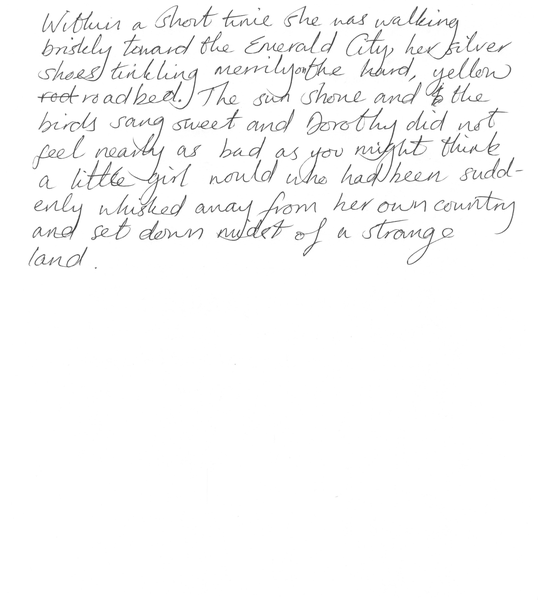 Within a short time she was walking
briskly toward the Emerald City, her Silver
shoes tinkling merrily on the hard, yellow
roadbed. The sun shone and the
birds sang sweet and Dorothy did not
feel nearly as bad as you might think
a little girl would who had been sudd-
enly whisked away from her own country
and set down midst of a strange
land.